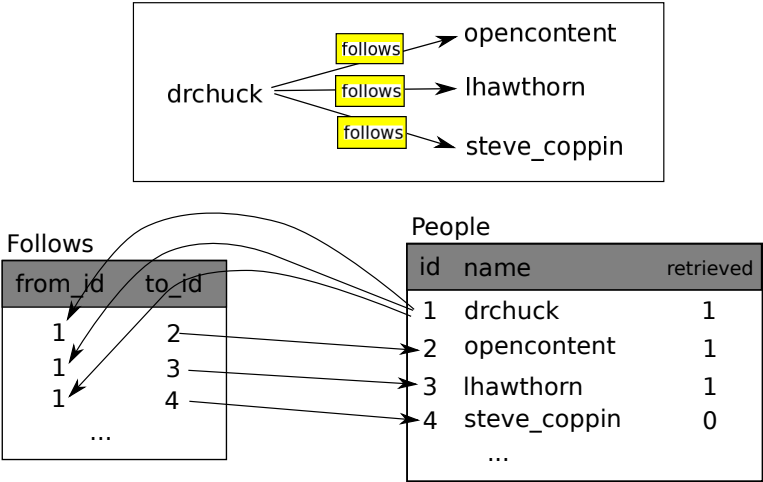 follows
opencontent
drchuck
follows
lhawthorn
follows
steve_coppin
Follows
from_id to_id
1 2
1 3
1 4
...
People
id name retrieved
1 drchuck 1
2 opencontent 1
3 lhawthorn 1
4 steve_coppin 0
...